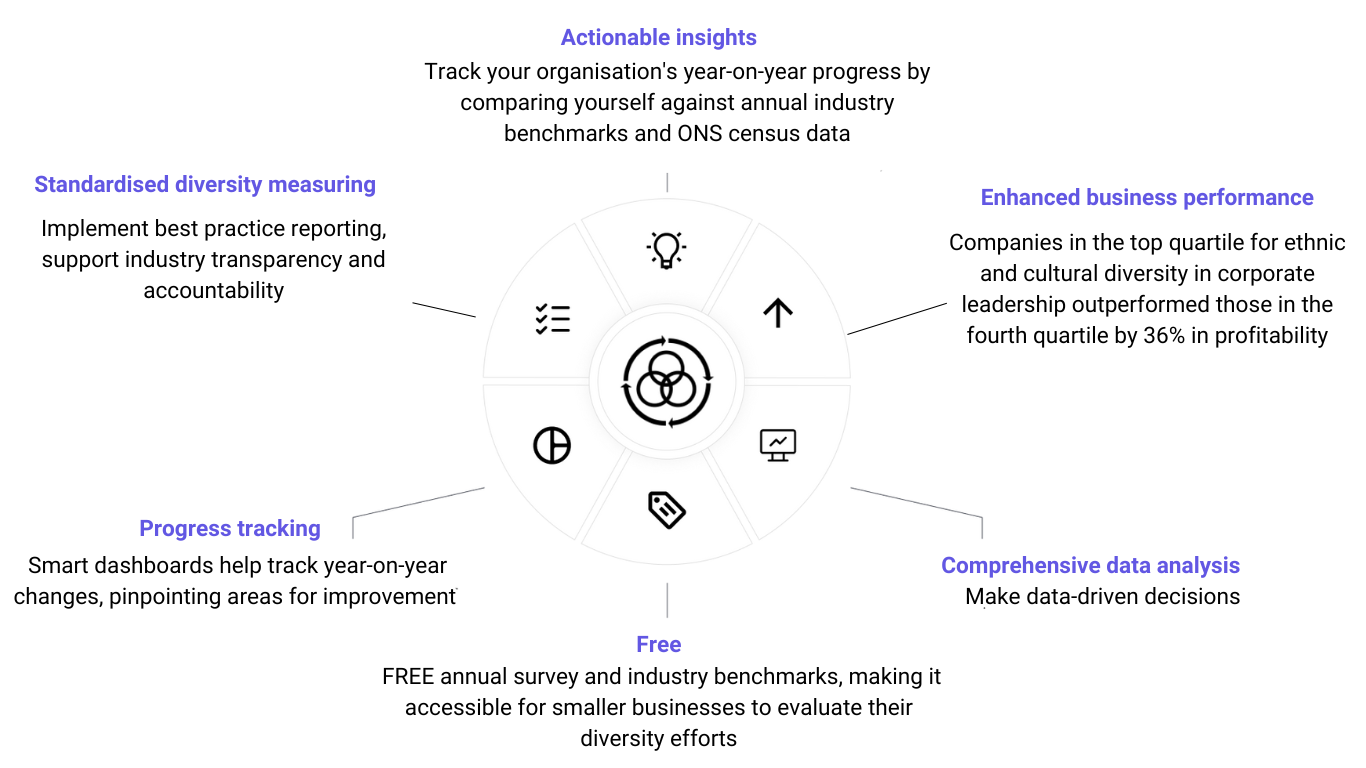 Actionable insights
Track your organisation's year-on-year progress by
comparing yourself against annual industry
benchmarks and ONS census data
Standardised diversity measuring
Implement best practice reporting,
support industry transparency and
accountability
Enhanced business performance
Companies in the top quartile for ethnic
and cultural diversity in corporate
leadership outperformed those in the
fourth quartile by 36% in profitability
Progress tracking
Smart dashboards help track year-on-year
changes, pinpointing areas for improvement
Comprehensive data analysis
Make data-driven decisions
Free
FREE annual survey and industry benchmarks, making it
accessible for smaller businesses to evaluate their
diversity efforts